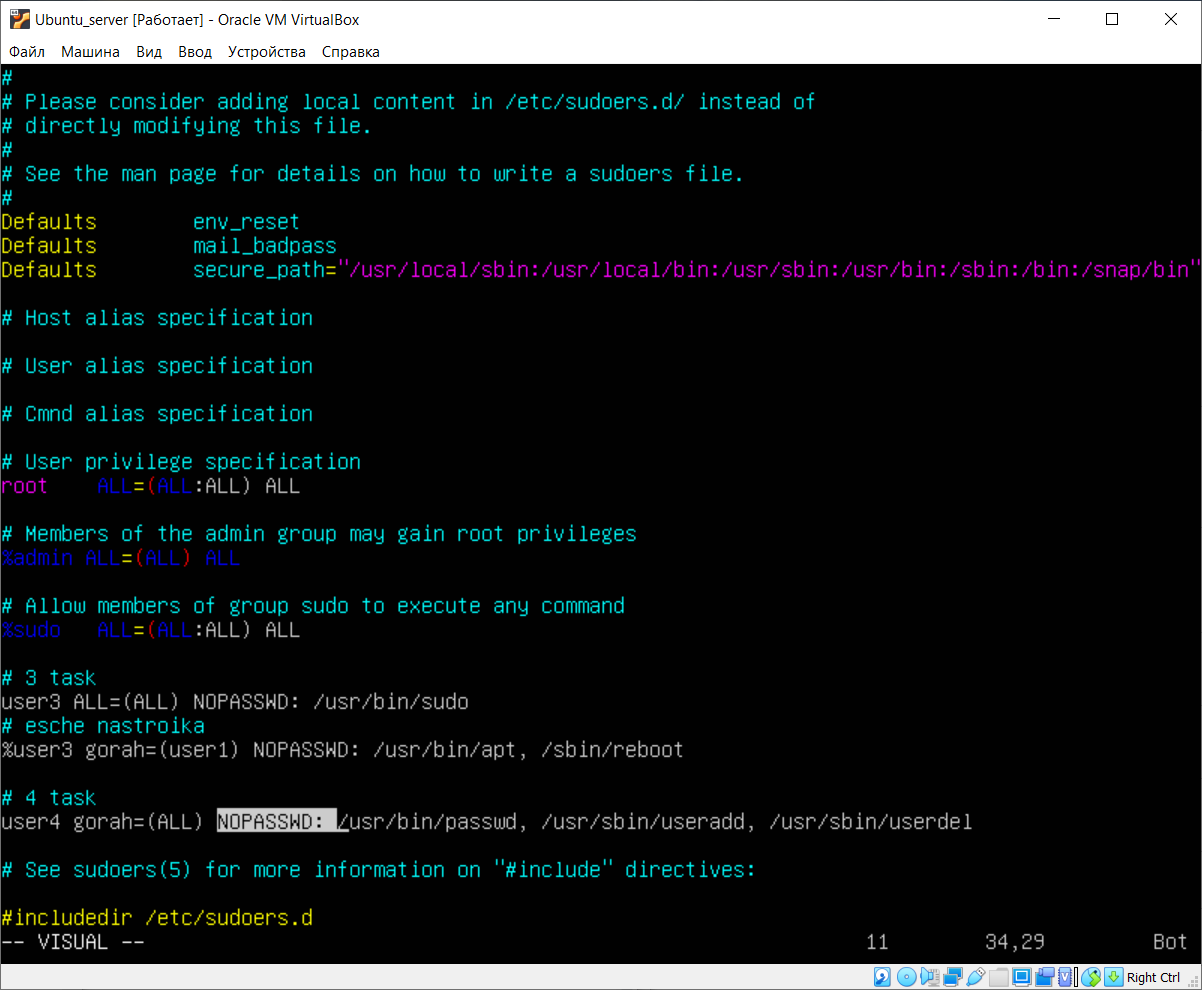 Ubuntu_server [Работает] - Oracle VM VirtualBox
Файл Машина Вид Ввод Устройства Справка
#
# Please consider adding local content in /etc/sudoers.d/ instead of
# directly modifying this file.
#
# See the man page for details on how to write a sudoers file.
#
Defaults        env_reset
Defaults        mail_badpass
Defaults        secure_path="/usr/local/sbin:/usr/local/bin:/usr/sbin:/usr/bin:/sbin:/bin:/snap/bin"
# Host alias specification
# User alias specification
# Cmnd alias specification
# User privilege specification
root    ALL=(ALL:ALL) ALL
# Members of the admin group may gain root privileges
%admin ALL=(ALL) ALL
# Allow members of group sudo to execute any command
%sudo   ALL=(ALL:ALL) ALL
# 3 task
user3 ALL=(ALL) NOPASSWD: /usr/bin/sudo
# esche nastroika
%user3 gorah=(user1) NOPASSWD: /usr/bin/apt, /sbin/reboot
# 4 task
user4 gorah=(ALL) NOPASSWD: /usr/bin/passwd, /usr/sbin/useradd, /usr/sbin/userdel
# See sudoers(5) for more information on "#include" directives:
#includedir /etc/sudoers.d
-- VISUAL -- 11 34,29 Bot
Right Ctrl